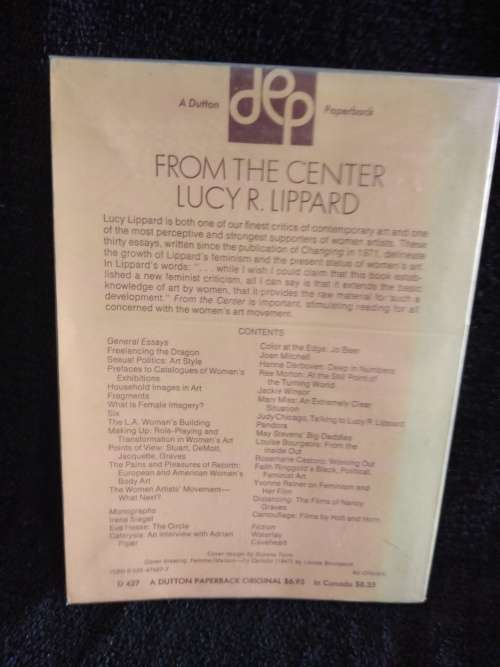 A Dutton dep Paperback
FROM THE CENTER
LUCY R. LIPPARD
Lucy Lippard is both one of our finest critics of contemporary art and one
of the most perceptive and strongest supporters of women artists. These
thirty essays, written since the publication of Changing in 1971, delineate
the growth of Lippard's feminism and the present status of women's art.
In Lippard's words: ". . . while I wish I could claim that this book estab-
lished a new feminist criticism, all I can say is that it extends the basic
knowledge of art by women, that it provides the raw material for such a
development." From the Center is important, stimulating reading for all
concerned with the women's art movement.
CONTENTS
General Essays
Freelancing the Dragon
Sexual Politics: Art Style
Prefaces to Catalogues of Women's
Exhibitions
Household Images in Art
Fragments
What Is Female Imagery?
Six
The L.A. Woman's Building
Making Up: Role-Playing and
Transformation in Women's Art
Points of View: Stuart, DeMott,
Jacquette, Graves
The Pains and Pleasures of Rebirth:
European and American Women's
Body Art
The Women Artists' Movement—
What Next?
Monographs
Irene Siegel
Eva Hesse: The Circle
Catalysis: An Interview with Adrian
Piper
Color at the Edge: Jo Baer
Joan Mitchell
Hanne Darboven: Deep in Numbers
Ree Morton: At the Still Point of
the Turning World
Jackie Winsor
Mary Miss: An Extremely Clear
Situation
Judy Chicago, Talking to Lucy R. Lippard
Pandora
May Stevens' Big Daddies
Louise Bourgeois: From the
Inside Out
Rosemarie Castoro: Working Out
Faith Ringgold's Black, Political,
Feminist Art
Yvonne Rainer on Feminism and
Her Film
Distancing: The Films of Nancy
Graves
Camouflage: Films by Holt and Horn
Fiction
Waterlay
Caveheart
Cover design by
Cover drawing: Femme (1947) by Louise Bourgeois
ISBN 0-525-47427-7
D 427 A DUTTON PAPERBACK ORIGINAL $6.95 In Canada $8.35